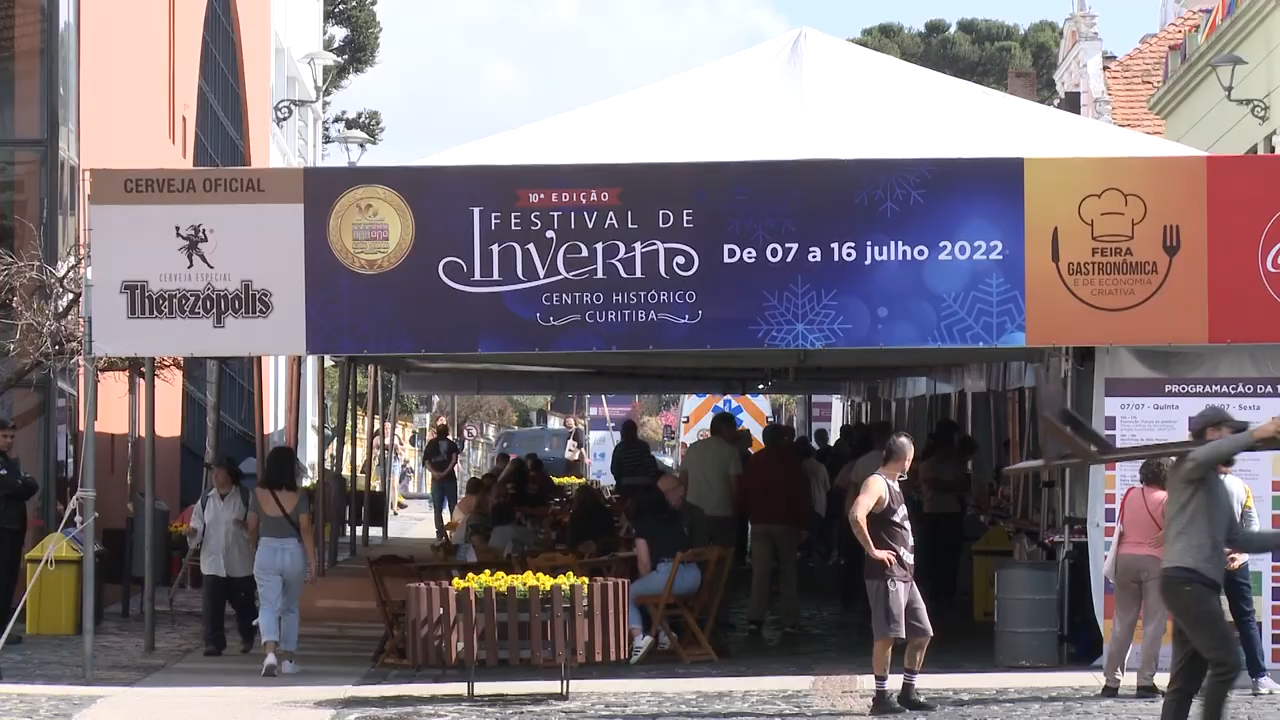 CERVEJA OFICIAL
CERVEJA ESPECIAL
Therezópolis
10ª EDIÇÃO
FESTIVAL DE
Inverno
CENTRO HISTÓRICO
CURITIBA
De 07 a 16 julho 2022
FEIRA
GASTRONÔMICA
E DE ECONOMIA
CRIATIVA
PROGRAMAÇÃO DA
07/07 - Quinta
08/07 - Sexta